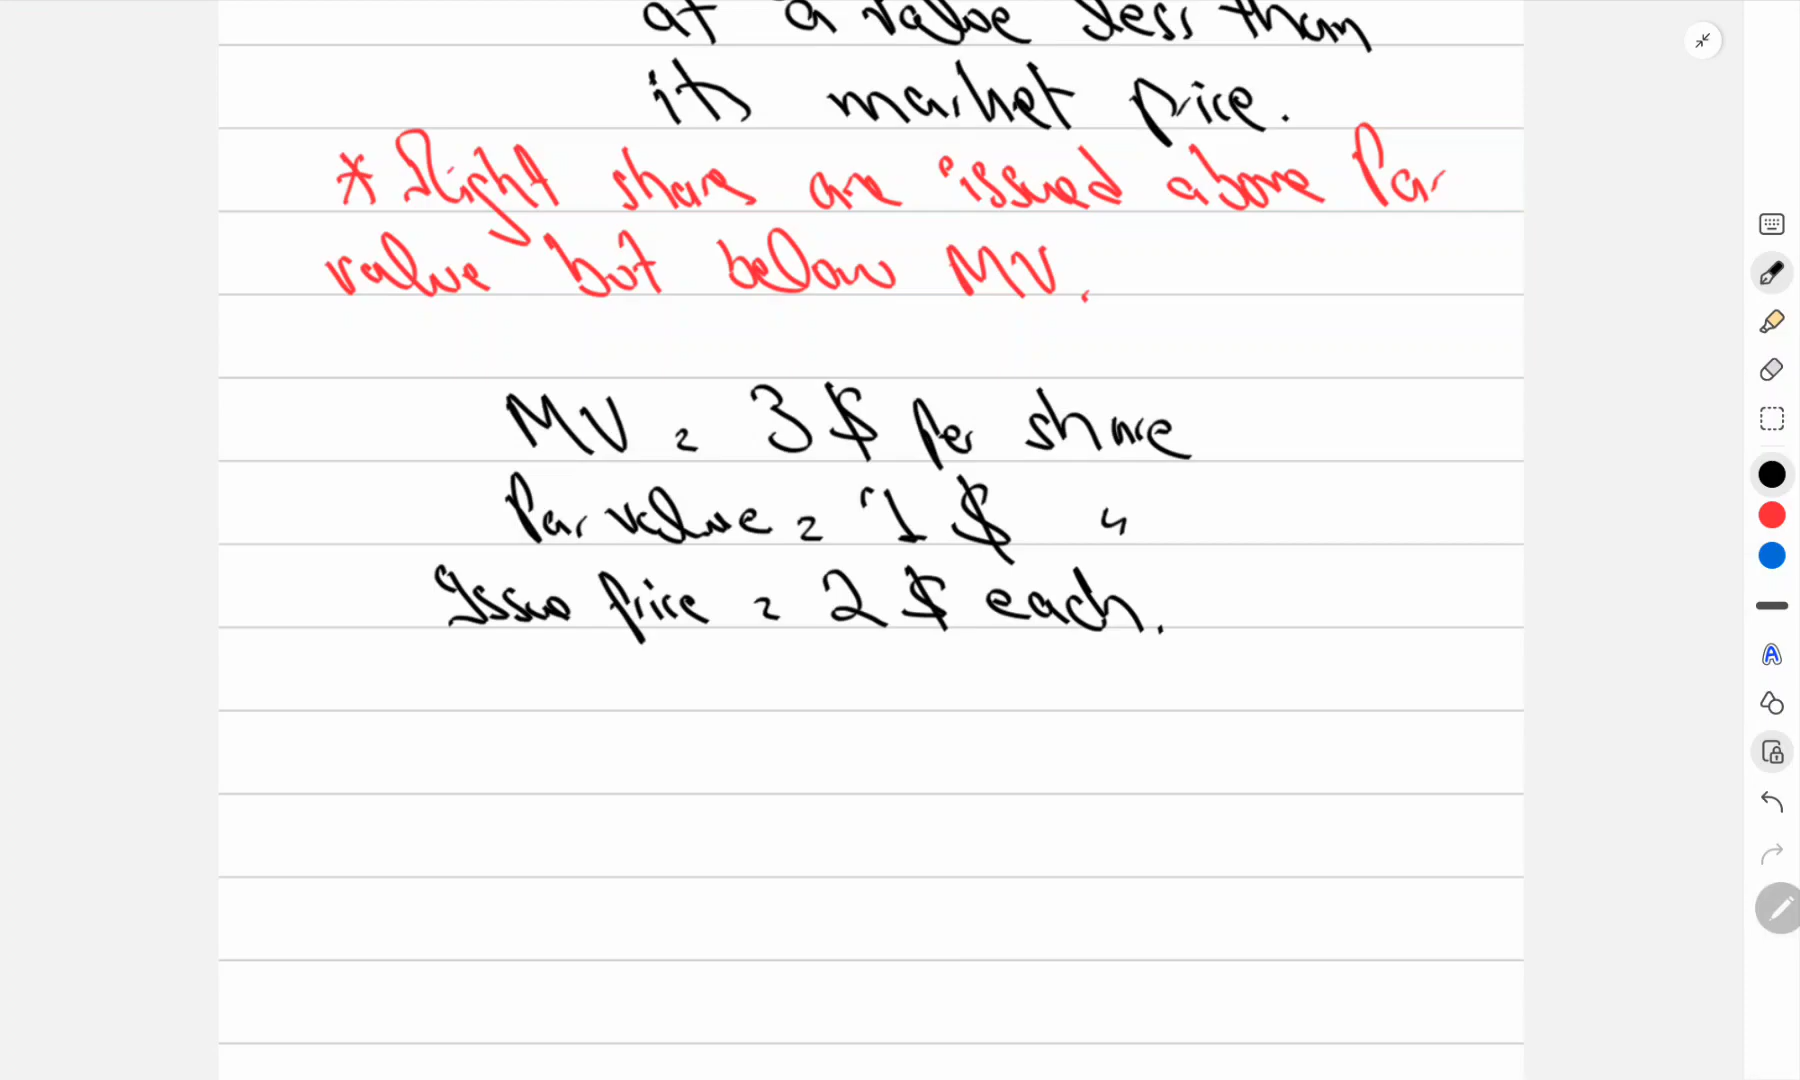 at a value less than
its market price.
* Right share are issued above Par
value but below MV.
MV = 3 $ Per share
Par value = 1 $ "
Issue price = 2 $ each.